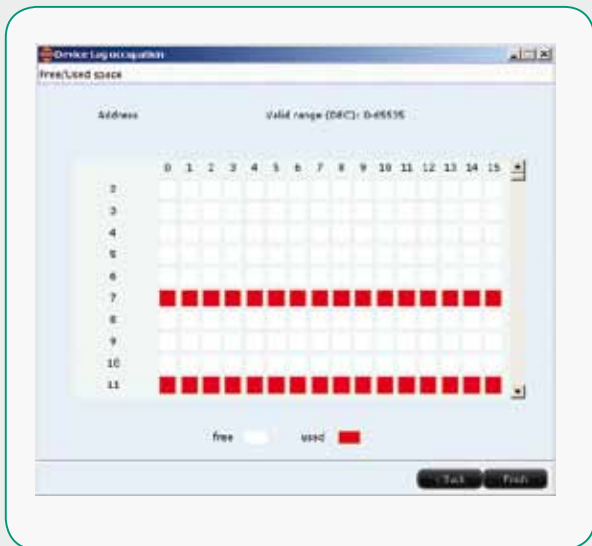 Device tag occupation
Free/Used space
Address Valid range (DEC): 0-65535
0 1 2 3 4 5 6 7 8 9 10 11 12 13 14 15
2
3
4
5
6
7
8
9
10
11
free used
< Back Finish